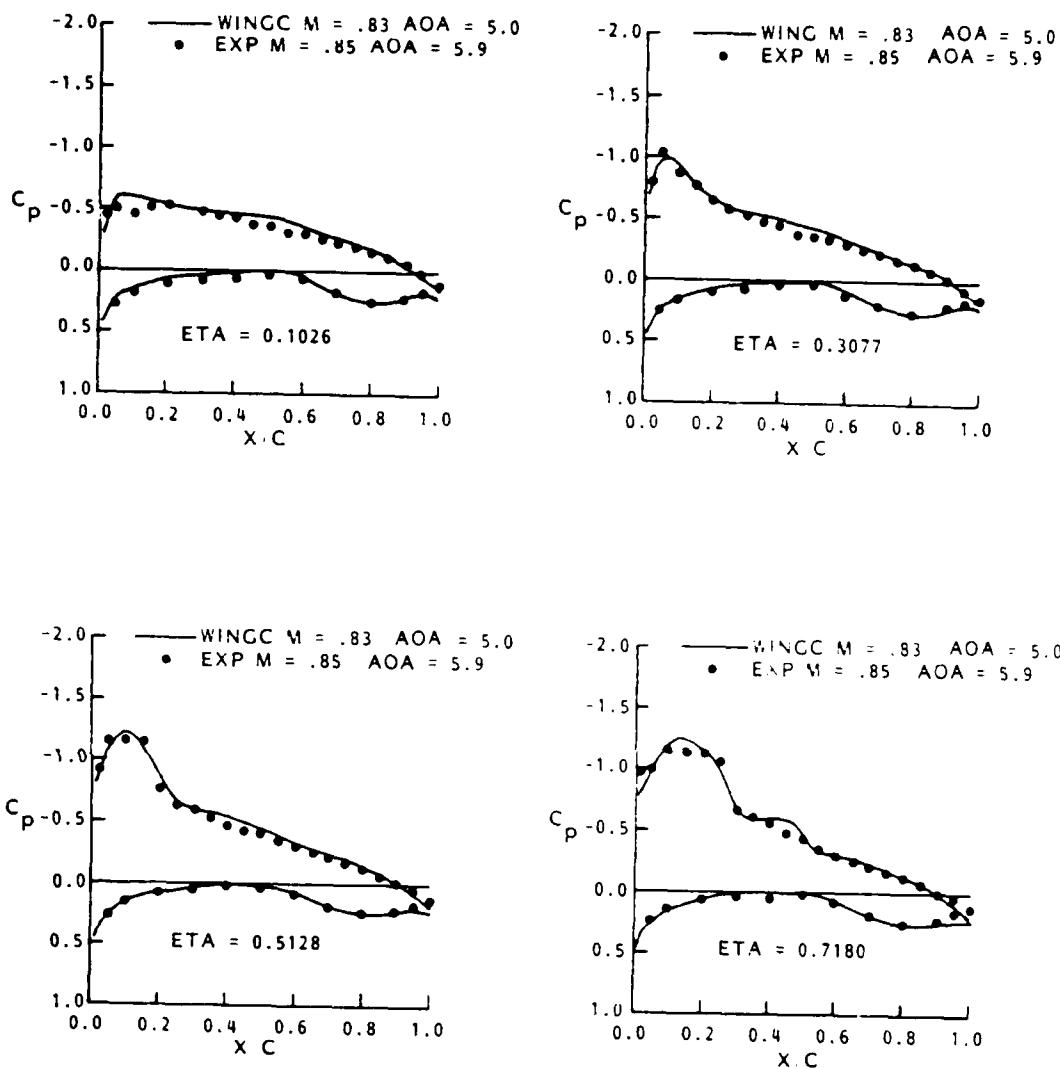 WINGC M = .83 AOA = 5.0
EXP M = .85 AOA = 5.9
-2.0
-1.5
-1.0
Cp -0.5
0.0
0.5
1.0
ETA = 0.1026
0.0 0.2 0.4 0.6 0.8 1.0
X/C
WING M = .83 AOA = 5.0
EXP M = .85 AOA = 5.9
-2.0
-1.5
-1.0
Cp -0.5
0.0
0.5
1.0
ETA = 0.3077
0.0 0.2 0.4 0.6 0.8 1.0
X C
WINGC M = .83 AOA = 5.0
EXP M = .85 AOA = 5.9
-2.0
-1.5
-1.0
Cp -0.5
0.0
0.5
1.0
ETA = 0.5128
0.0 0.2 0.4 0.6 0.8 1.0
X C
WINGC M = .83 AOA = 5.0
EXP M = .85 AOA = 5.9
-2.0
-1.5
-1.0
Cp -0.5
0.0
0.5
1.0
ETA = 0.7180
0.0 0.2 0.4 0.6 0.8 1.0
X/C